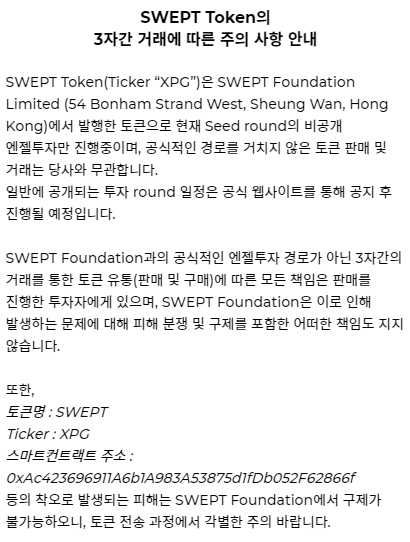 SWEPT Token의
3자간 거래에 따른 주의 사항 안내
SWEPT Token(Ticker “XPG”)은 SWEPT Foundation
Limited (54 Bonham Strand West, Sheung Wan, Hong
Kong)에서 발행한 토큰으로 현재 Seed round의 비공개
엔젤투자만 진행중이며, 공식적인 경로를 거치지 않은 토큰 판매 및
거래는 당사와 무관합니다.
일반에 공개되는 투자 round 일정은 공식 웹사이트를 통해 공지 후
진행될 예정입니다.
SWEPT Foundation과의 공식적인 엔젤투자 경로가 아닌 3자간의
거래를 통한 토큰 유통(판매 및 구매)에 따른 모든 책임은 판매를
진행한 투자자에게 있으며, SWEPT Foundation은 이로 인해
발생하는 문제에 대해 피해 분쟁 및 구제를 포함한 어떠한 책임도 지지
않습니다.
또한,
토큰명 : SWEPT
Ticker : XPG
스마트컨트랙트 주소 :
0xAc423696911A6b1A983A53875d1fDb052F62866f
등의 착오로 발생되는 피해는 SWEPT Foundation에서 구제가
불가능하오니, 토큰 전송 과정에서 각별한 주의 바랍니다.